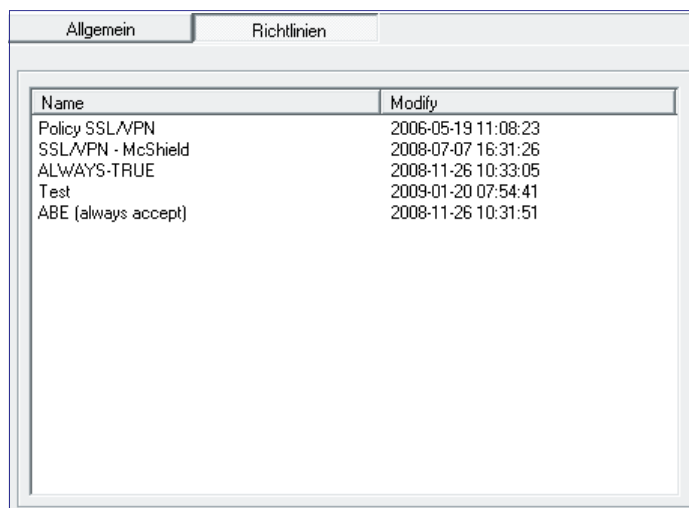 Allgemein Richtlinien
Name Modify
Policy SSL/VPN 2006-05-19 11:08:23
SSL/VPN - McShield 2008-07-07 16:31:26
ALWAYS-TRUE 2008-11-26 10:33:05
Test 2009-01-20 07:54:41
ABE (always accept) 2008-11-26 10:31:51